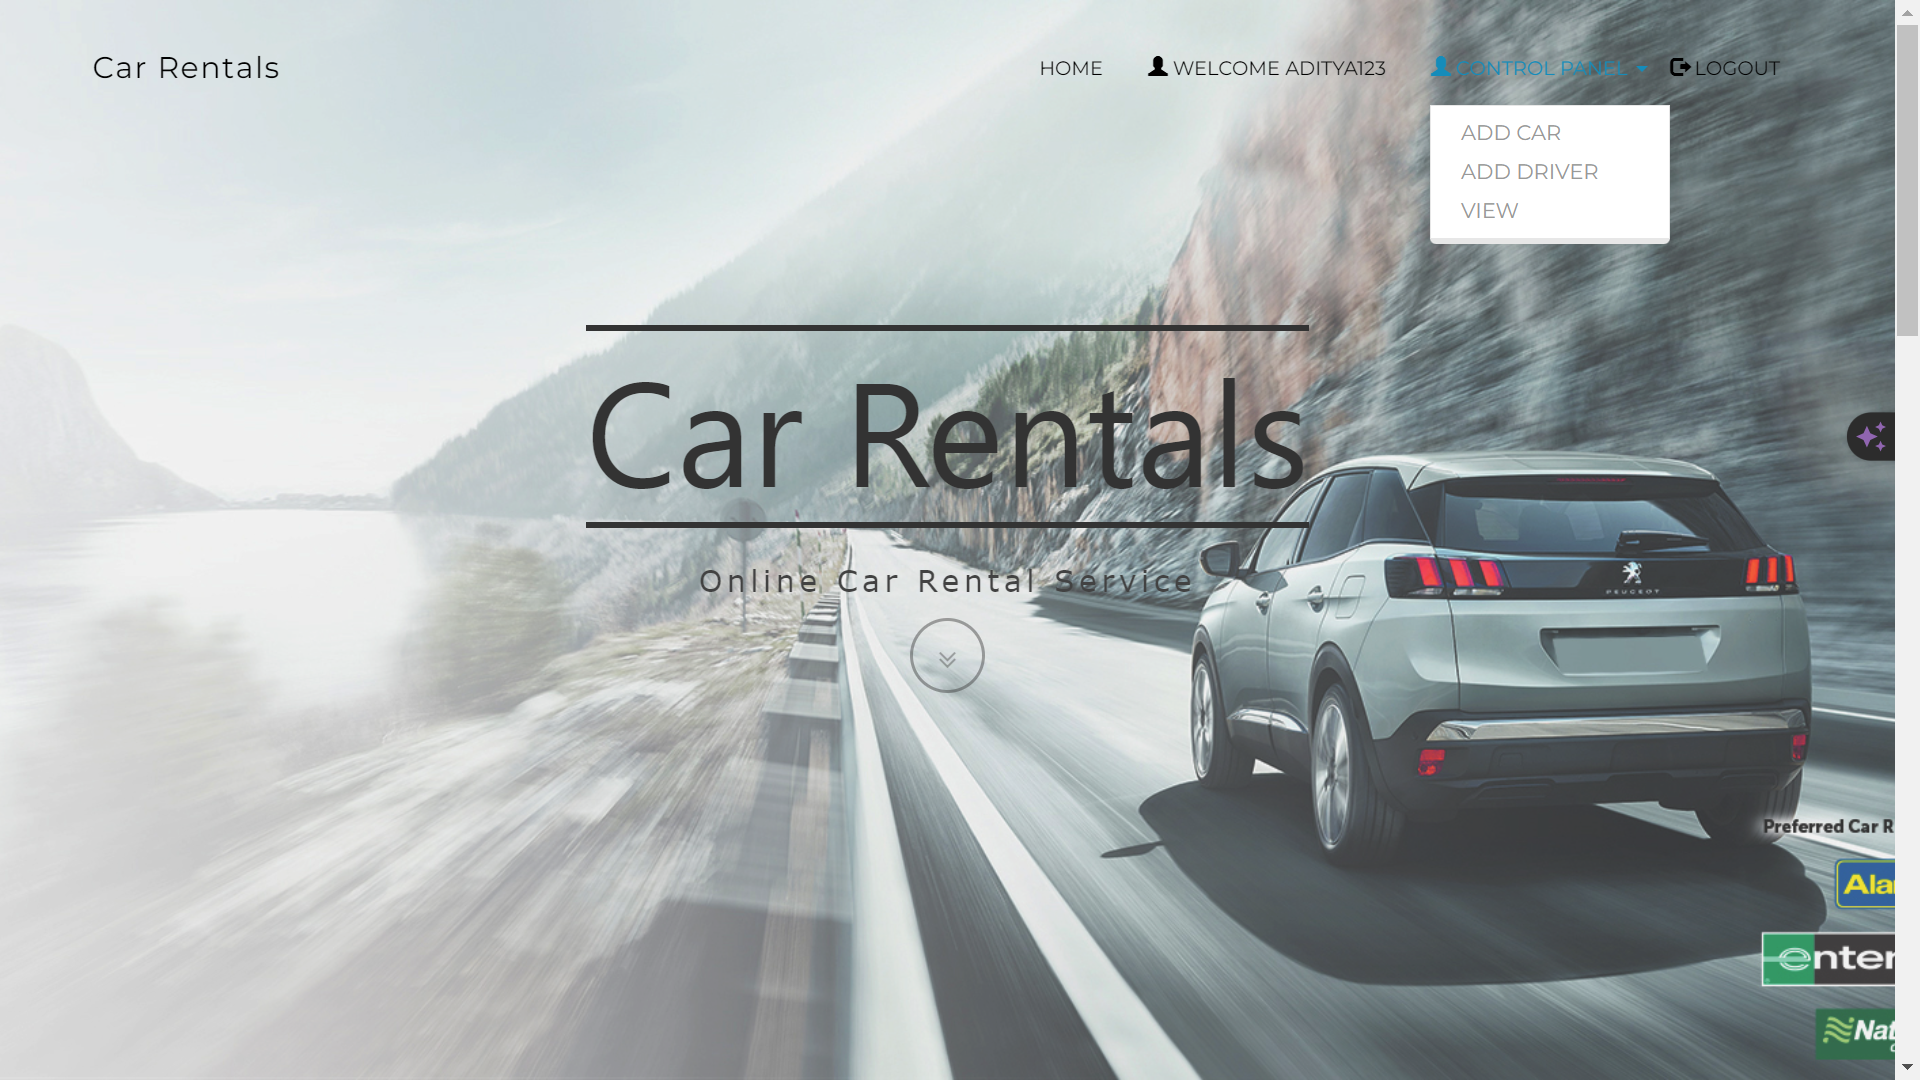 Car Rentals
HOME
WELCOME ADITYA123
CONTROL PANEL
LOGOUT
ADD CAR
ADD DRIVER
VIEW
Car Rentals
Online Car Rental Service
PEUGEOT
Preferred Car R
Ala
enter
Nat